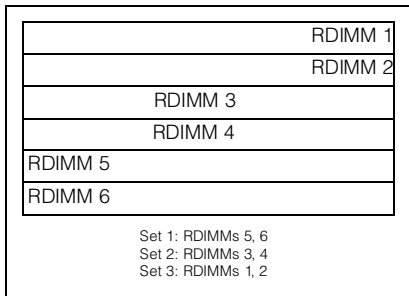 RDIMM 1
RDIMM 2
RDIMM 3
RDIMM 4
RDIMM 5
RDIMM 6
Set 1: RDIMMs 5, 6
Set 2: RDIMMs 3, 4
Set 3: RDIMMs 1, 2